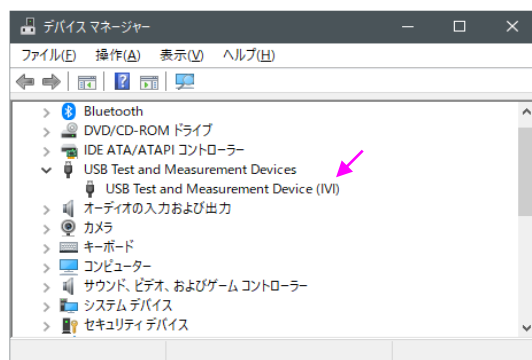 デバイス マネージャー
ファイル(F) 操作(A) 表示(V) ヘルプ(H)
Bluetooth
DVD/CD-ROM ドライブ
IDE ATA/ATAPI コントローラー
USB Test and Measurement Devices
USB Test and Measurement Device (IVI)
オーディオの入力および出力
カメラ
キーボード
コンピューター
サウンド、ビデオ、およびゲーム コントローラー
システム デバイス
セキュリティ デバイス